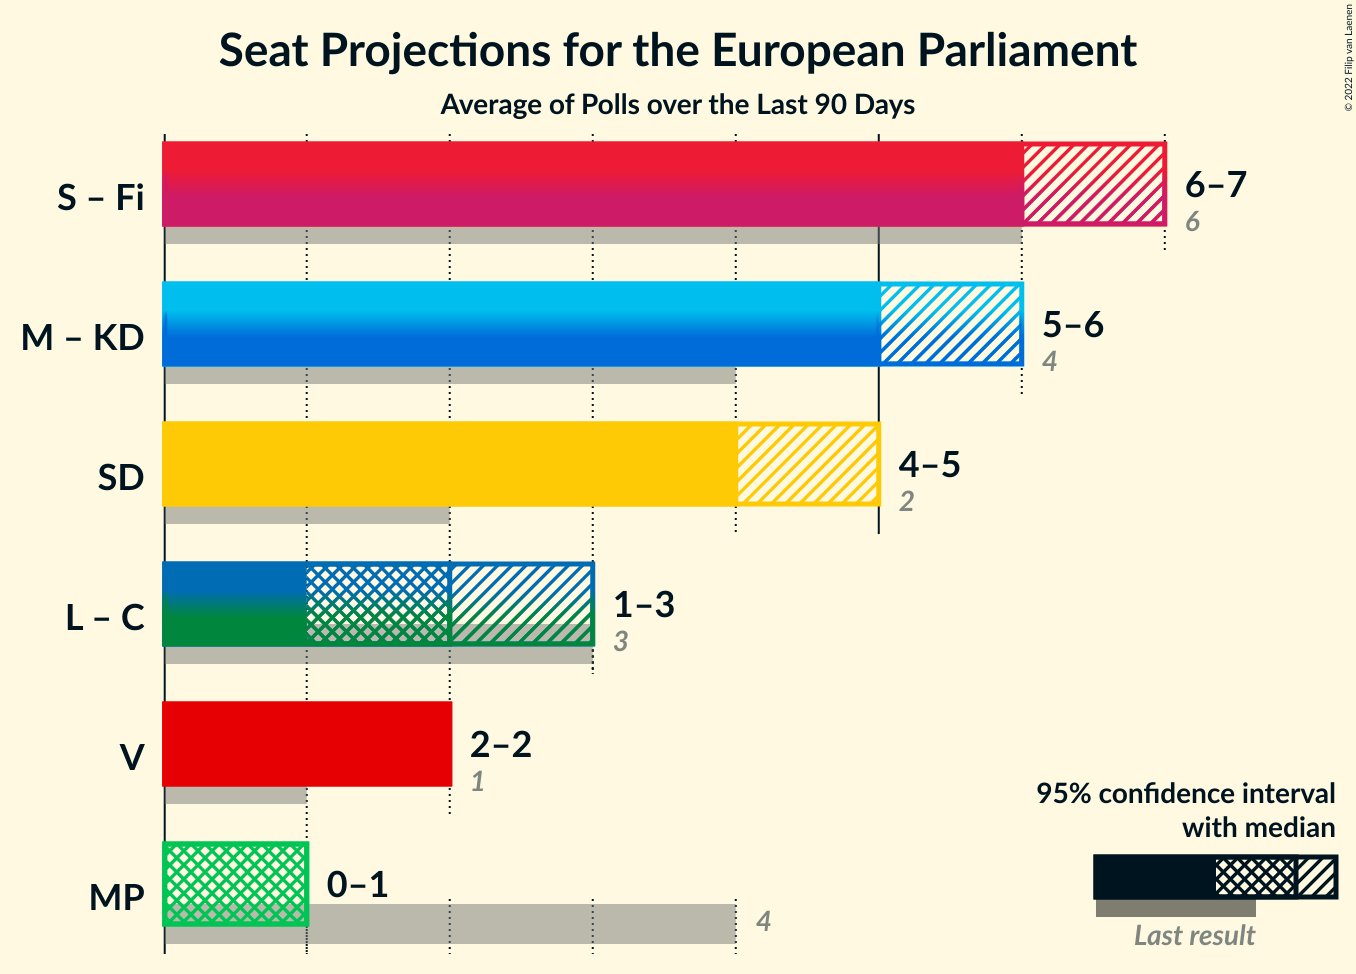 Seat Projections for the European Parliament
Average of Polls over the Last 90 Days
© 2022 Filip van Laenen
S – Fi
6–7
6
M – KD
5–6
4
SD
4–5
2
L – C
1–3
3
V
2–2
1
MP
0–1
4
95% confidence interval
with median
Last result